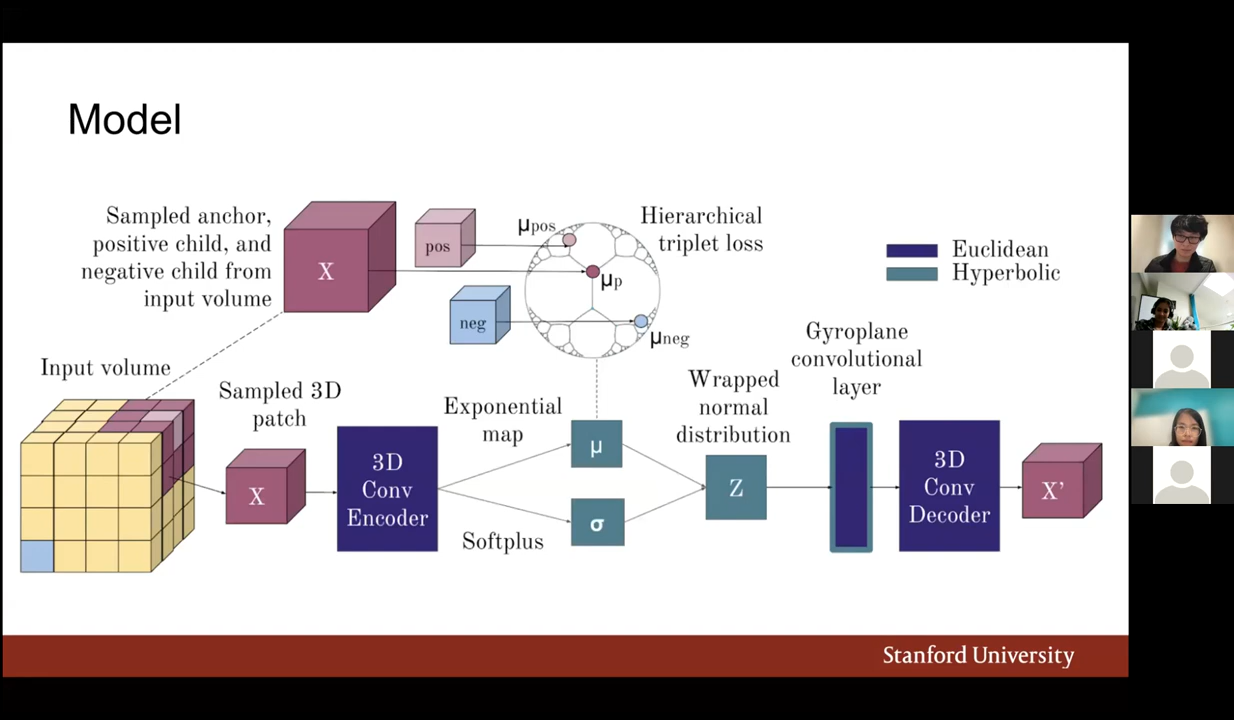 Model
Sampled anchor,
positive child, and
negative child from
input volume
X
pos
neg
μpos
μp
μneg
Hierarchical
triplet loss
Euclidean
Hyperbolic
Input volume
Sampled 3D
patch
X
3D
Conv
Encoder
Exponential
map
Softplus
μ
σ
Wrapped
normal
distribution
Z
Gyroplane
convolutional
layer
3D
Conv
Decoder
X’
Stanford University